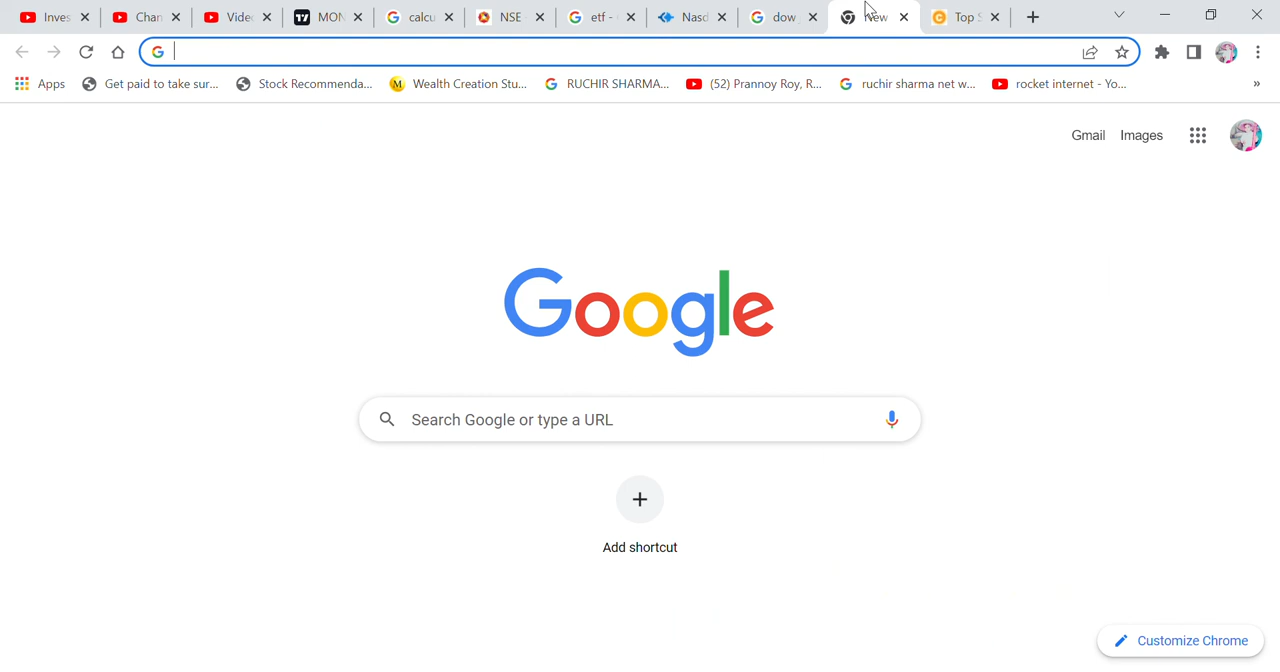 Inves Chan Video MON calcu NSE etf - Nasd dow New Top S
Apps Get paid to take sur... Stock Recommenda... Wealth Creation Stu... RUCHIR SHARMA... (52) Prannoy Roy, R... ruchir sharma net w... rocket internet - Yo... »
Gmail Images
Google
Search Google or type a URL
Add shortcut
Customize Chrome